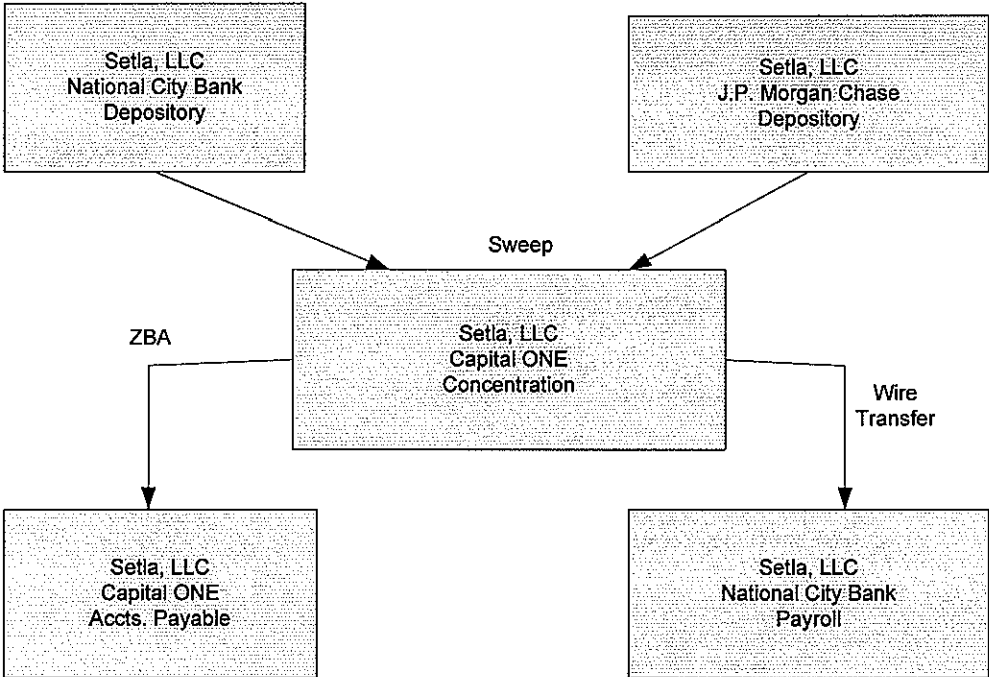 Setla, LLC
National City Bank
Depository
Setla, LLC
J.P. Morgan Chase
Depository
Sweep
Setla, LLC
Capital ONE
Concentration
ZBA
Wire
Transfer
Setla, LLC
Capital ONE
Accts. Payable
Setla, LLC
National City Bank
Payroll